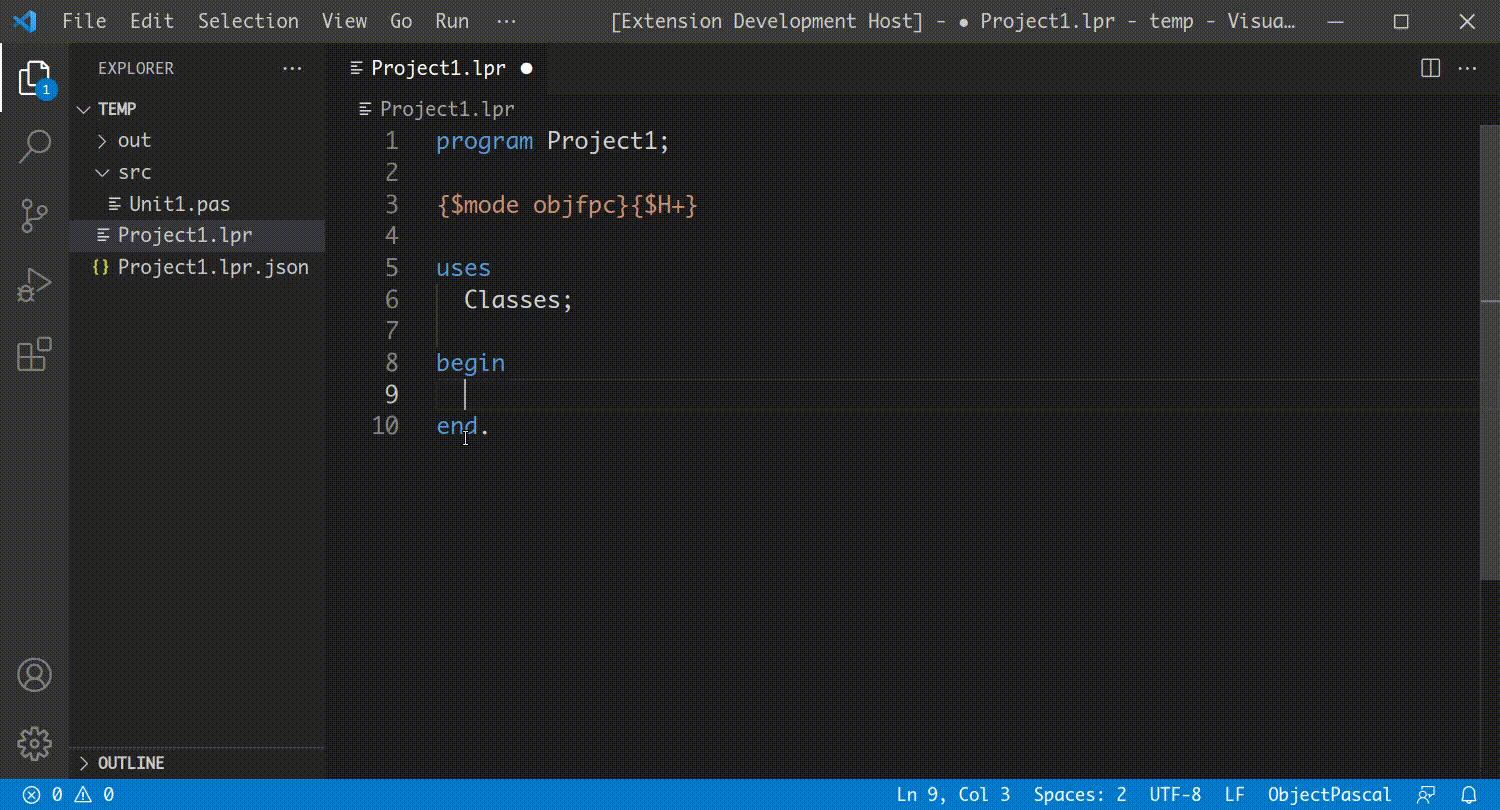 File Edit Selection View Go Run ··· [Extension Development Host] - ● Project1.lpr - temp - Visua…
EXPLORER ···
Project1.lpr ●
1
TEMP
out
src
Unit1.pas
Project1.lpr
{} Project1.lpr.json
OUTLINE
Project1.lpr
1 program Project1;
2
3 {$mode objfpc}{$H+}
4
5 uses
6 Classes;
7
8 begin
9
10 end.
0 0 Ln 9, Col 3 Spaces: 2 UTF-8 LF ObjectPascal